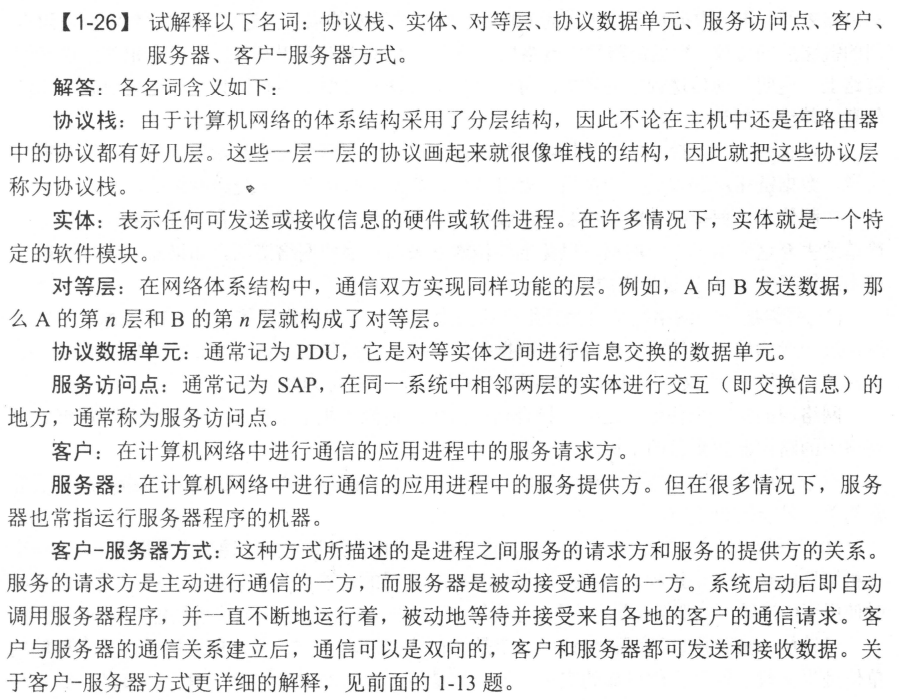 【1-26】 试解释以下名词：协议栈、实体、对等层、协议数据单元、服务访问点、客户、
服务器、客户-服务器方式。
解答：各名词含义如下：
协议栈：由于计算机网络的体系结构采用了分层结构，因此不论在主机中还是在路由器
中的协议都有好几层。这些一层一层的协议画起来就很像堆栈的结构，因此就把这些协议层
称为协议栈。
实体：表示任何可发送或接收信息的硬件或软件进程。在许多情况下，实体就是一个特
定的软件模块。
对等层：在网络体系结构中，通信双方实现同样功能的层。例如，A 向 B 发送数据，那
么 A 的第 n 层和 B 的第 n 层就构成了对等层。
协议数据单元：通常记为 PDU，它是对等实体之间进行信息交换的数据单元。
服务访问点：通常记为 SAP，在同一系统中相邻两层的实体进行交互（即交换信息）的
地方，通常称为服务访问点。
客户：在计算机网络中进行通信的应用进程中的服务请求方。
服务器：在计算机网络中进行通信的应用进程中的服务提供方。但在很多情况下，服务
器也常指运行服务器程序的机器。
客户-服务器方式：这种方式所描述的是进程之间服务的请求方和服务的提供方的关系。
服务的请求方是主动进行通信的一方，而服务器是被动接受通信的一方。系统启动后即自动
调用服务器程序，并一直不断地运行着，被动地等待并接受来自各地的客户的通信请求。客
户与服务器的通信关系建立后，通信可以是双向的，客户和服务器都可发送和接收数据。关
于客户-服务器方式更详细的解释，见前面的 1-13 题。